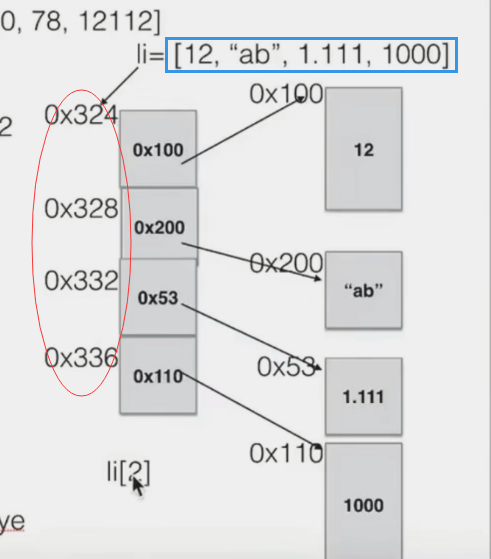 0, 78, 12112]
li= [12, “ab”, 1.111, 1000]
0x324
0x100
0x100
12
2
0x328
0x200
0x200
“ab”
0x332
0x53
0x53
1.111
0x336
0x110
0x110
1000
li[2]
ye